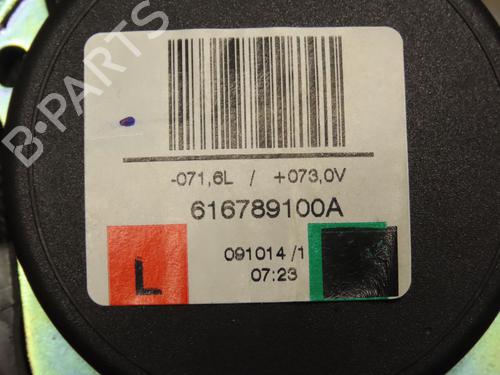 B-PARTS
-071,6L / +073,0V
616789100A
091014 /1
07:23
L